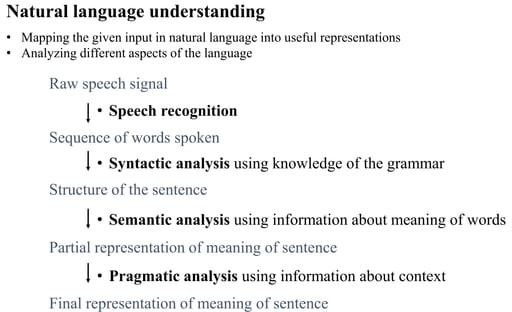 Natural language understanding
• Mapping the given input in natural language into useful representations
• Analyzing different aspects of the language
Raw speech signal
• Speech recognition
Sequence of words spoken
• Syntactic analysis using knowledge of the grammar
Structure of the sentence
• Semantic analysis using information about meaning of words
Partial representation of meaning of sentence
• Pragmatic analysis using information about context
Final representation of meaning of sentence